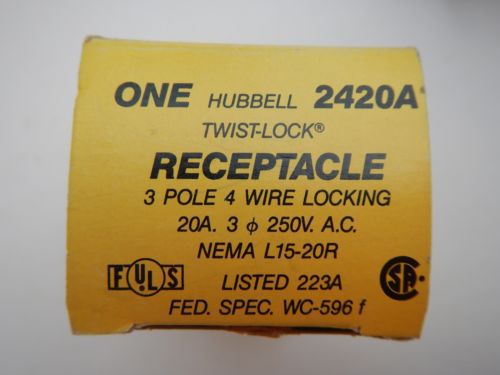 ONE HUBBELL 2420A
TWIST-LOCK®
RECEPTACLE
3 POLE 4 WIRE LOCKING
20A. 3 ϕ 250V. A.C.
NEMA L15-20R
F UL S LISTED 223A SA
FED. SPEC. WC-596 f